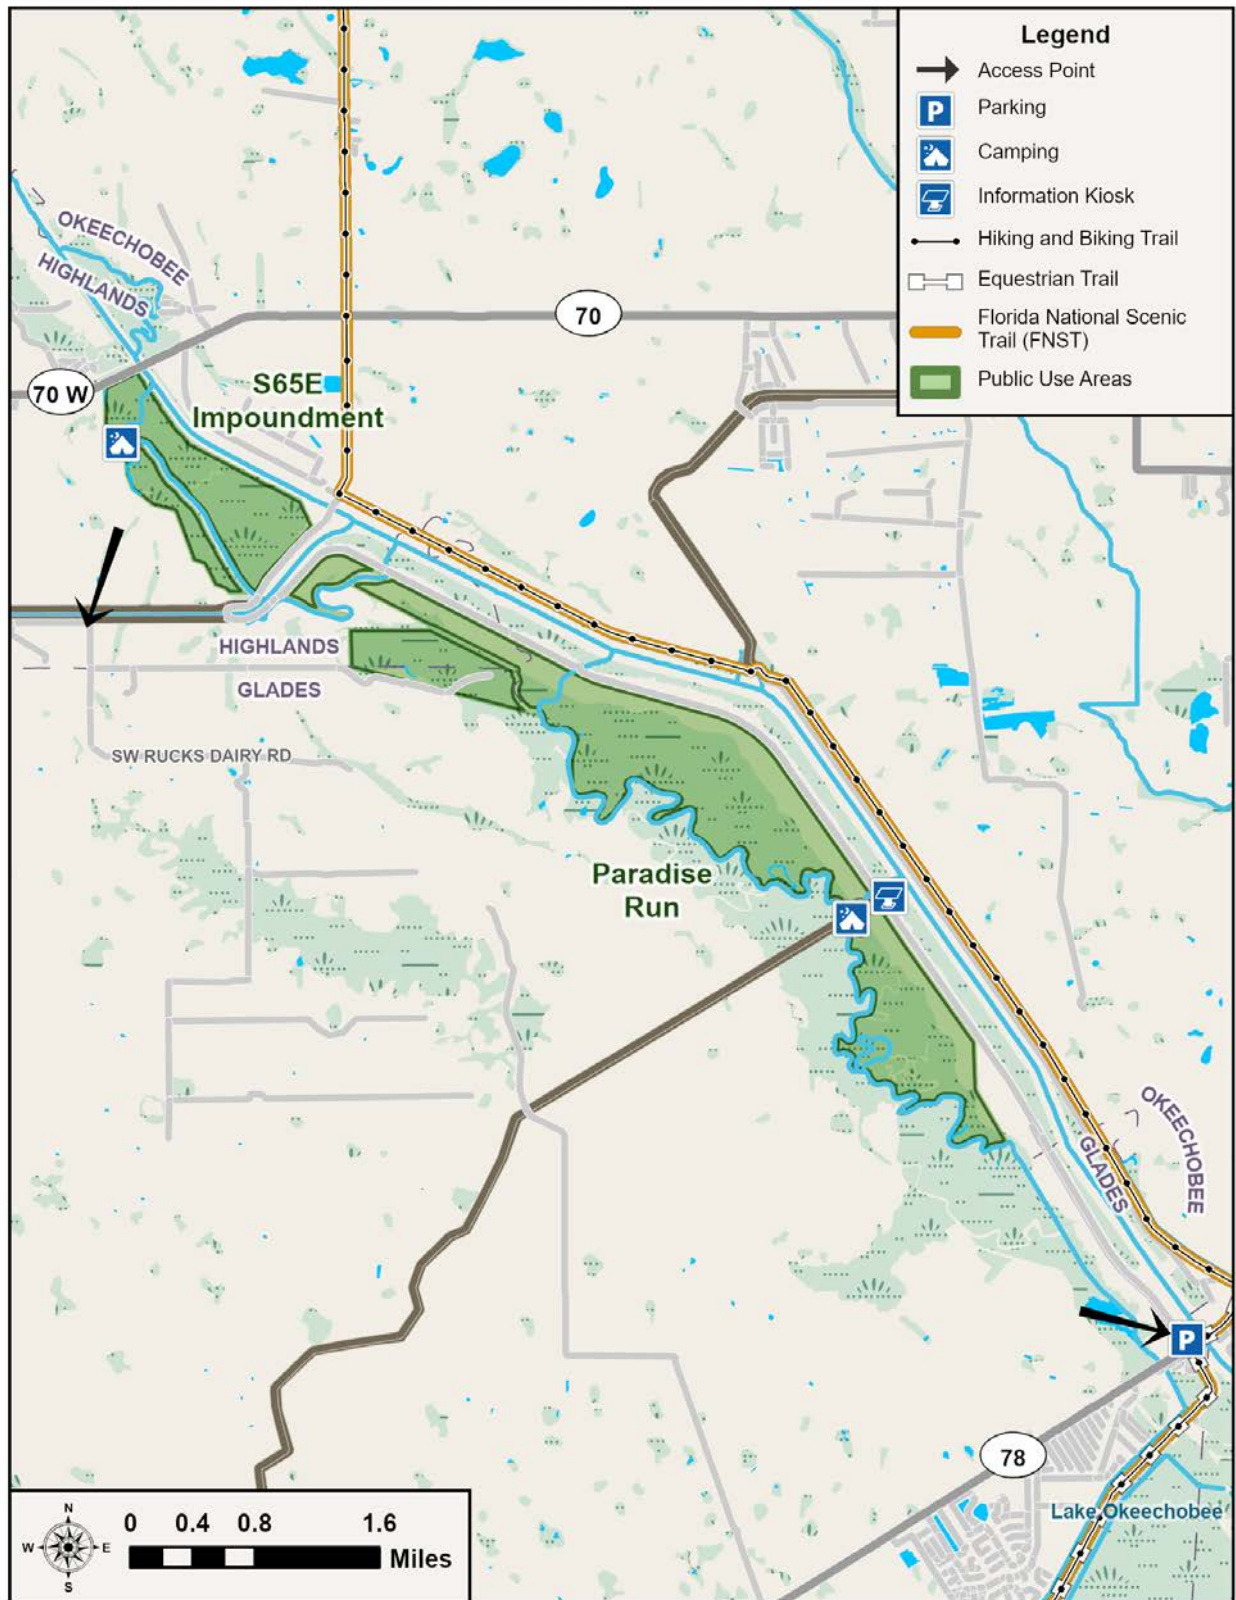 Legend
Access Point
P
Parking
Camping
Information Kiosk
Hiking and Biking Trail
Equestrian Trail
Florida National Scenic
Trail (FNST)
Public Use Areas
OKEECHOBEE
HIGHLANDS
70
70 W
S65E
Impoundment
HIGHLANDS
GLADES
SW RUCKS DAIRY RD
Paradise
Run
OKEECHOBEE
GLADES
P
78
Lake Okeechobee
N
W
E
S
0 0.4 0.8 1.6
Miles